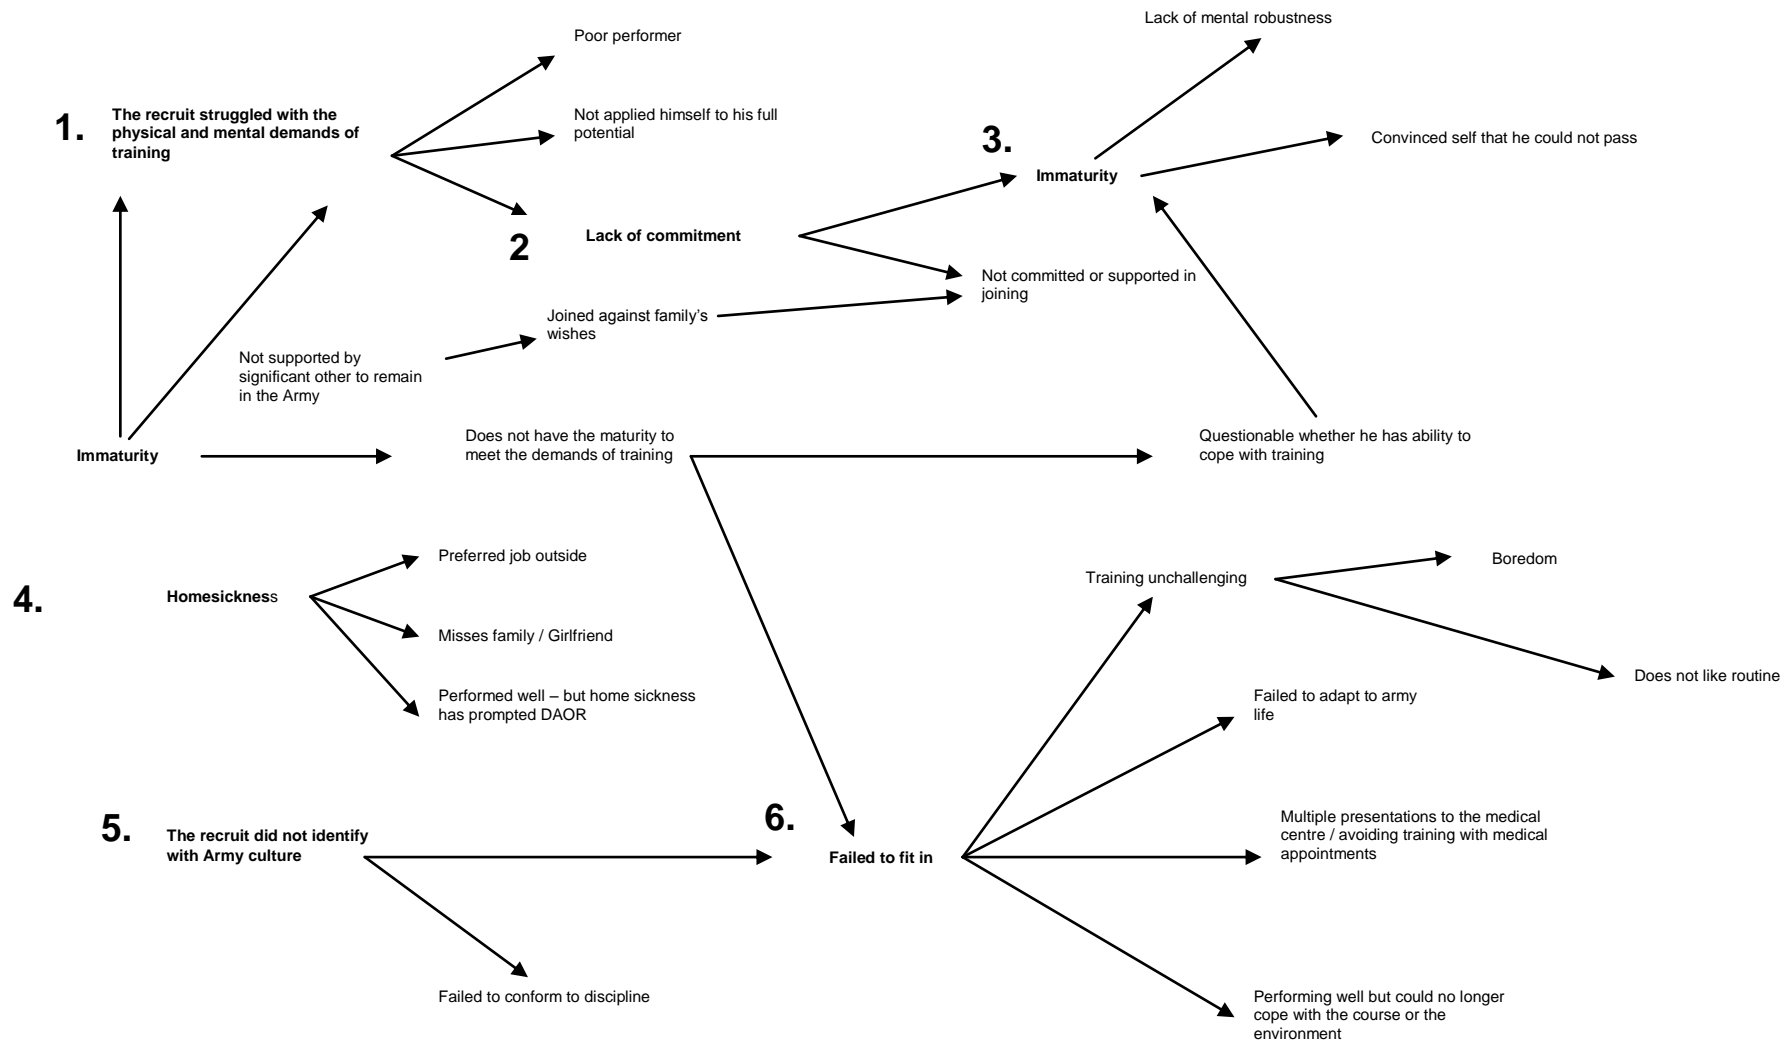 Lack of mental robustness
Poor performer
1.
The recruit struggled with the
physical and mental demands of
training
Not applied himself to his full
potential
3.
Immaturity
Convinced self that he could not pass
2
Lack of commitment
Not committed or supported in
joining
Joined against family’s
wishes
Not supported by
significant other to remain
in the Army
Immaturity
Does not have the maturity to
meet the demands of training
Questionable whether he has ability to
cope with training
4.
Homesickness
Preferred job outside
Misses family / Girlfriend
Performed well – but home sickness
has prompted DAOR
Training unchallenging
Boredom
Does not like routine
Failed to adapt to army
life
5.
The recruit did not identify
with Army culture
6.
Failed to fit in
Multiple presentations to the medical
centre / avoiding training with medical
appointments
Failed to conform to discipline
Performing well but could no longer
cope with the course or the
environment